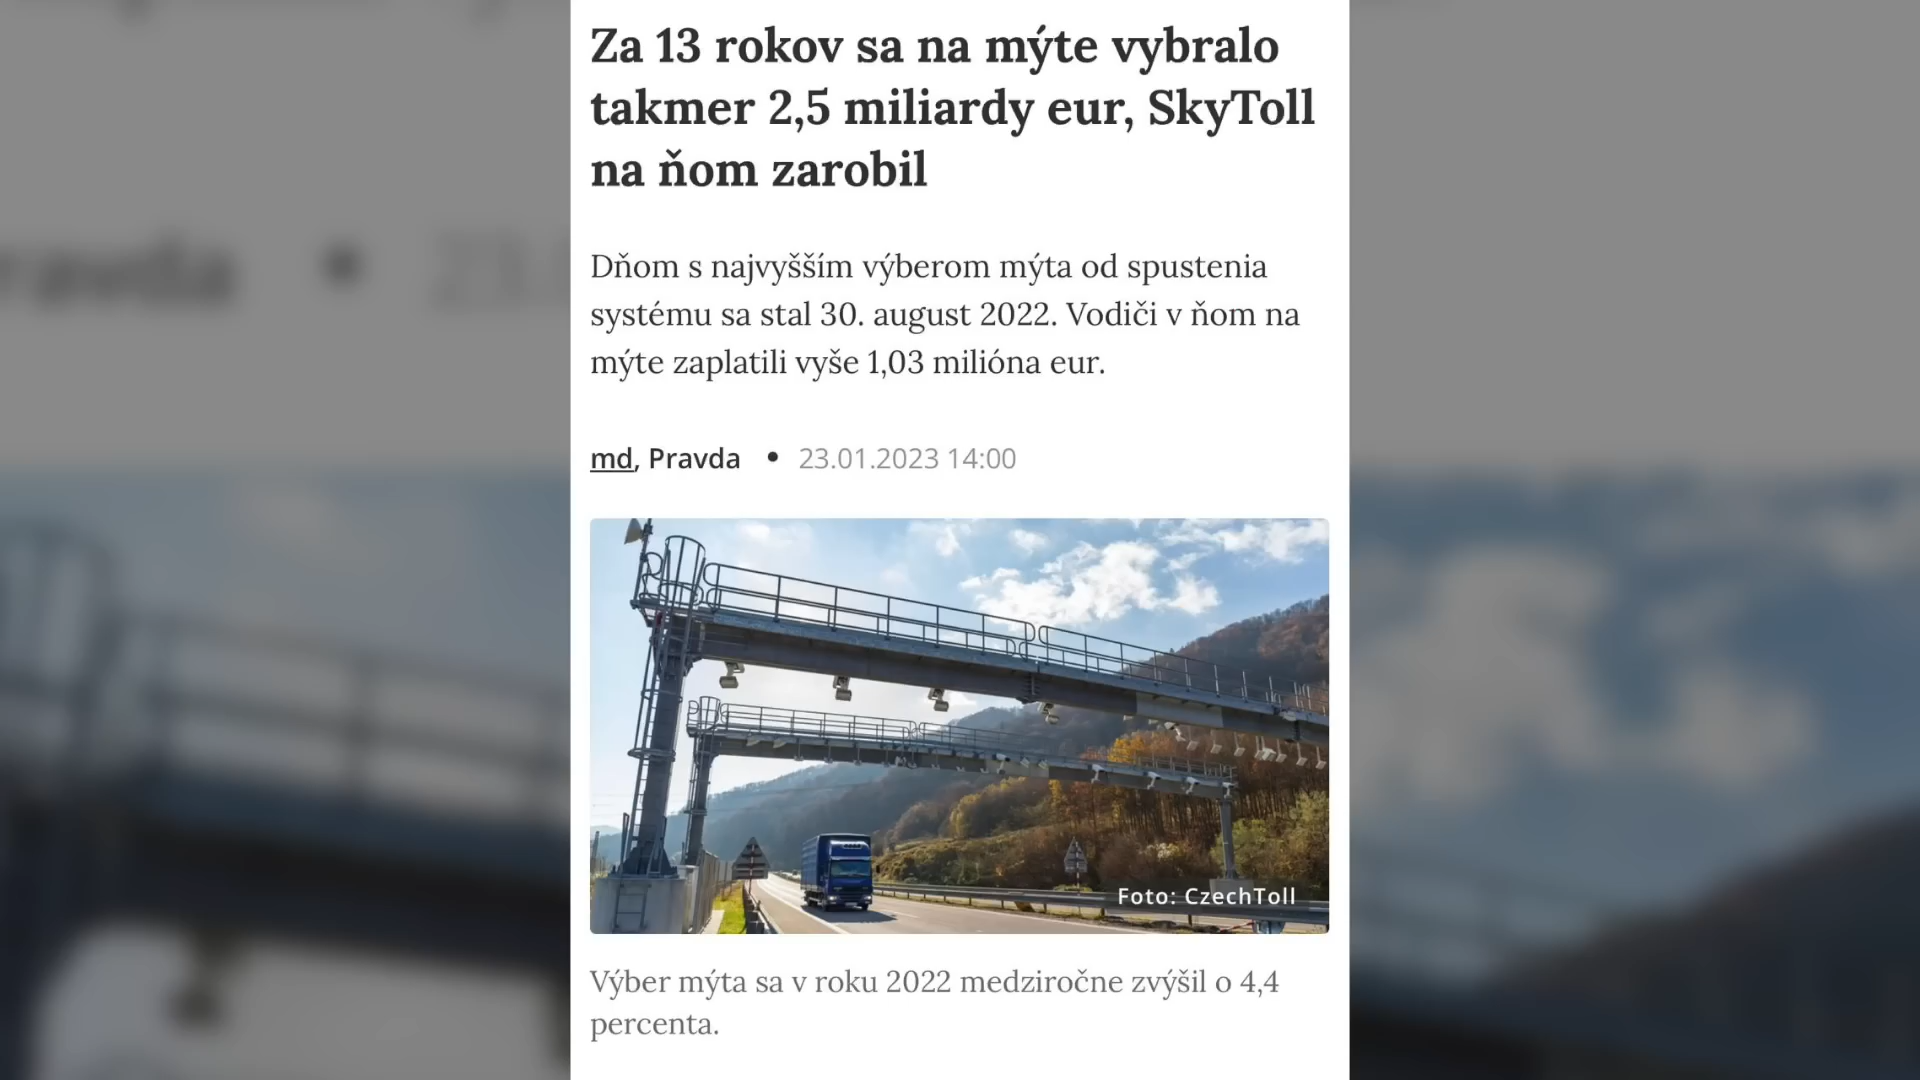 Za 13 rokov sa na mýte vybralo
takmer 2,5 miliardy eur, SkyToll
na ňom zarobil
Dňom s najvyšším výberom mýta od spustenia
systému sa stal 30. august 2022. Vodiči v ňom na
mýte zaplatili vyše 1,03 milióna eur.
md, Pravda • 23.01.2023 14:00
Foto: CzechToll
Výber mýta sa v roku 2022 medziročne zvýšil o 4,4
percenta.